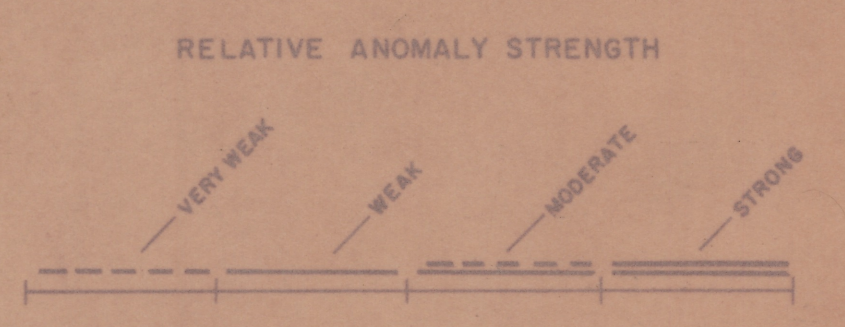 RELATIVE ANOMALY STRENGTH
VERY WEAK
WEAK
MODERATE
STRONG